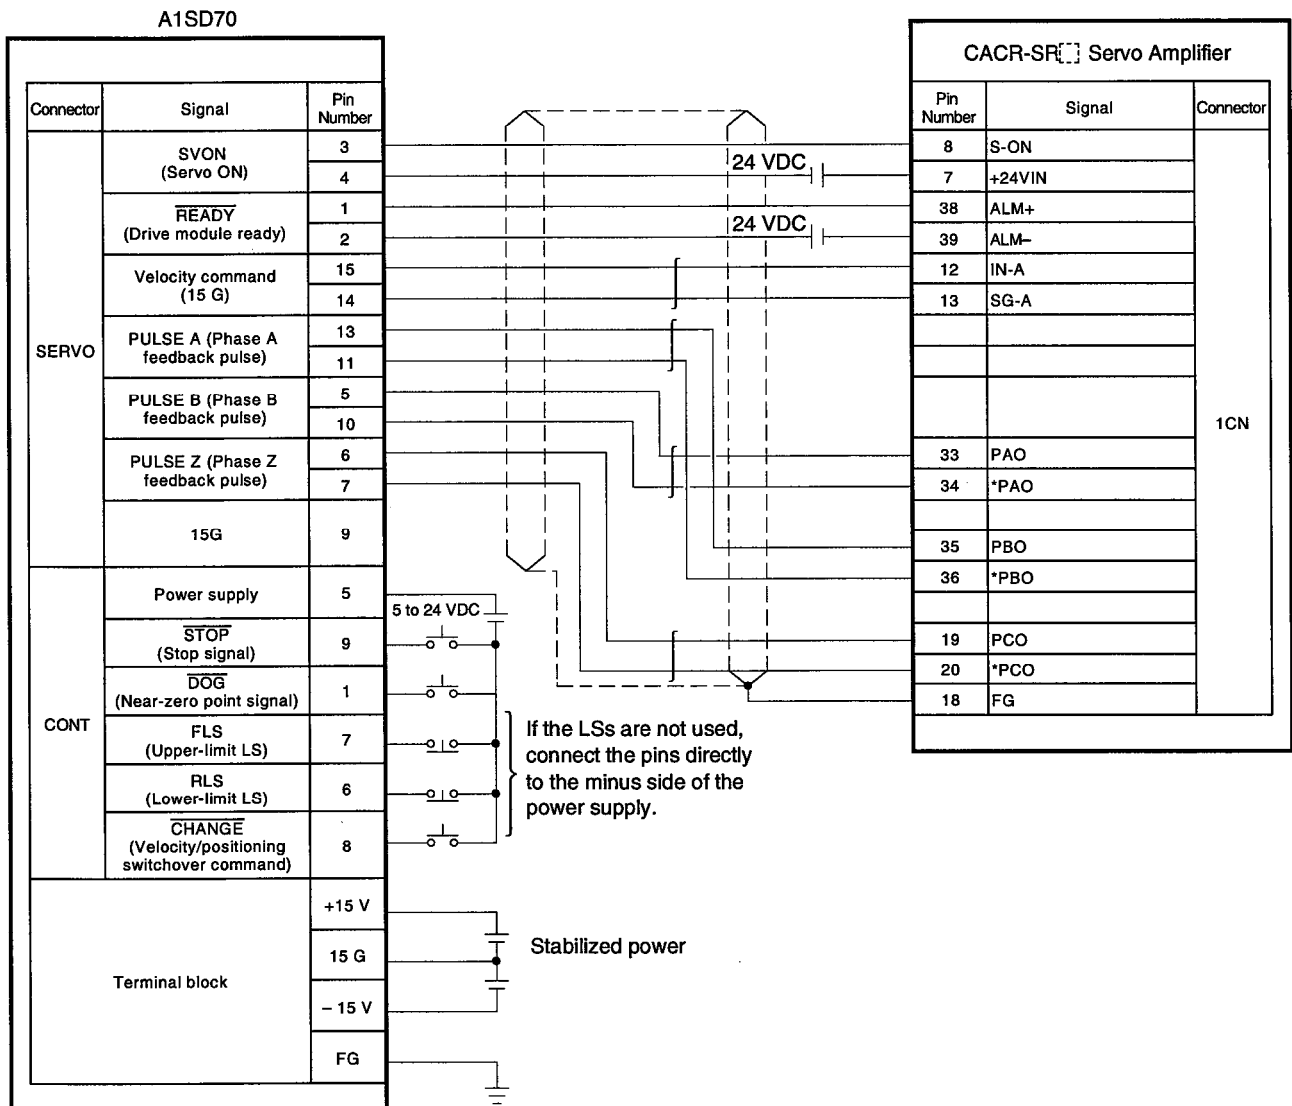 A1SD70
CACR-SR[ ] Servo Amplifier
Connector
Signal
Pin
Number
SERVO
SVON
(Servo ON)
3
4
READY
(Drive module ready)
1
2
Velocity command
(15 G)
15
14
PULSE A (Phase A
feedback pulse)
13
11
PULSE B (Phase B
feedback pulse)
5
10
PULSE Z (Phase Z
feedback pulse)
6
7
15G
9
CONT
Power supply
5
STOP
(Stop signal)
9
DOG
(Near-zero point signal)
1
FLS
(Upper-limit LS)
7
RLS
(Lower-limit LS)
6
CHANGE
(Velocity/positioning
switchover command)
8
Terminal block
+15 V
15 G
– 15 V
FG
24 VDC
24 VDC
5 to 24 VDC
If the LSs are not used,
connect the pins directly
to the minus side of the
power supply.
Stabilized power
Pin
Number
Signal
Connector
8 S-ON
7 +24VIN
38 ALM+
39 ALM–
12 IN-A
13 SG-A
33 PAO
34 *PAO
35 PBO
36 *PBO
19 PCO
20 *PCO
18 FG
1CN